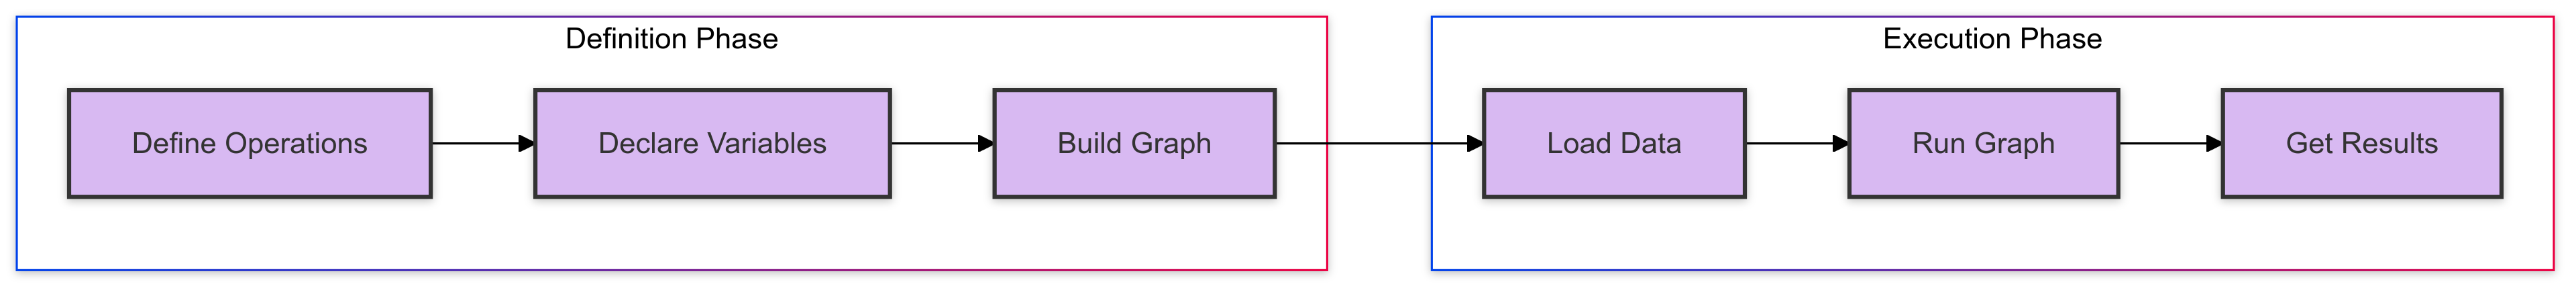 Definition Phase
Define Operations
Declare Variables
Build Graph
Execution Phase
Load Data
Run Graph
Get Results